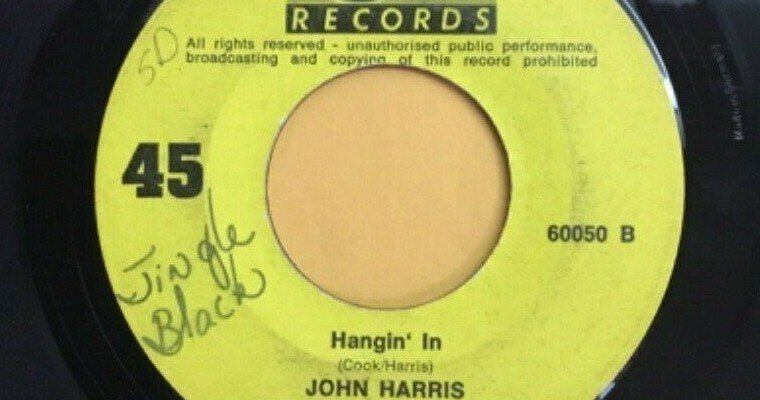 RECORDS
SD
All rights reserved - unauthorised public performance,
broadcasting and copying of this record prohibited
45
60050 B
Jingle
Black
Hangin' In
(Cook/Harris)
JOHN HARRIS